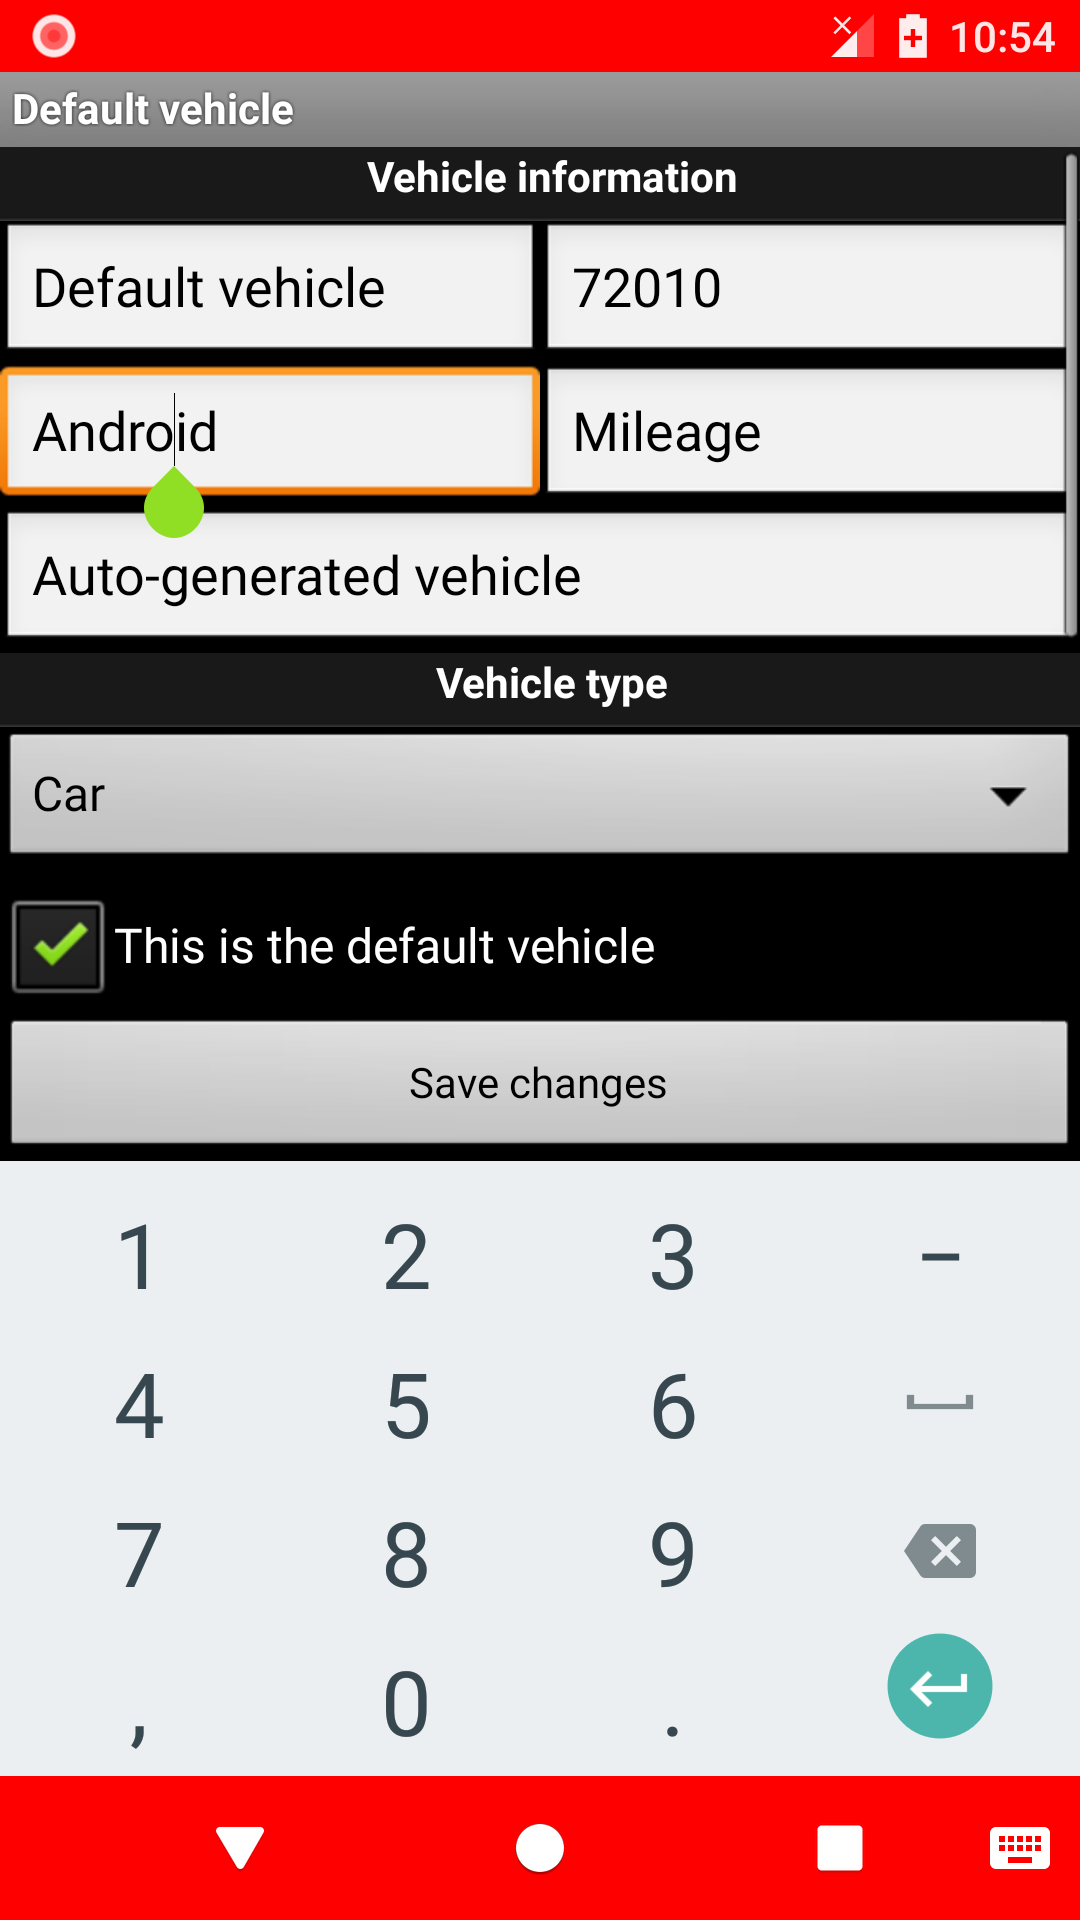 10:54
Default vehicle
Vehicle information
Default vehicle 72010
Android Mileage
Auto-generated vehicle
Vehicle type
Car
This is the default vehicle
Save changes
1 2 3 –
4 5 6
7 8 9
, 0 .